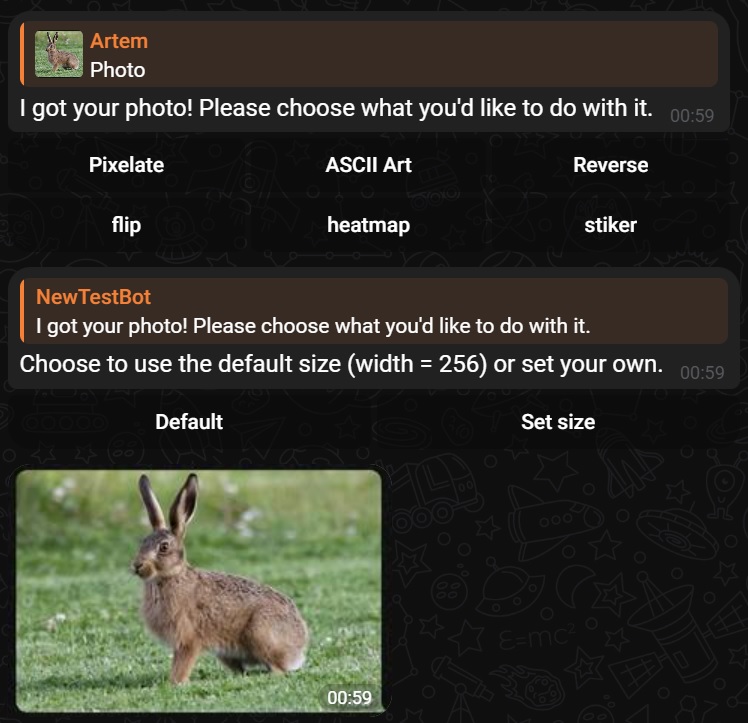 Artem
Photo
I got your photo! Please choose what you'd like to do with it. 00:59
Pixelate ASCII Art Reverse
flip heatmap stiker
NewTestBot
I got your photo! Please choose what you'd like to do with it.
Choose to use the default size (width = 256) or set your own. 00:59
Default Set size
E=mc²
00:59